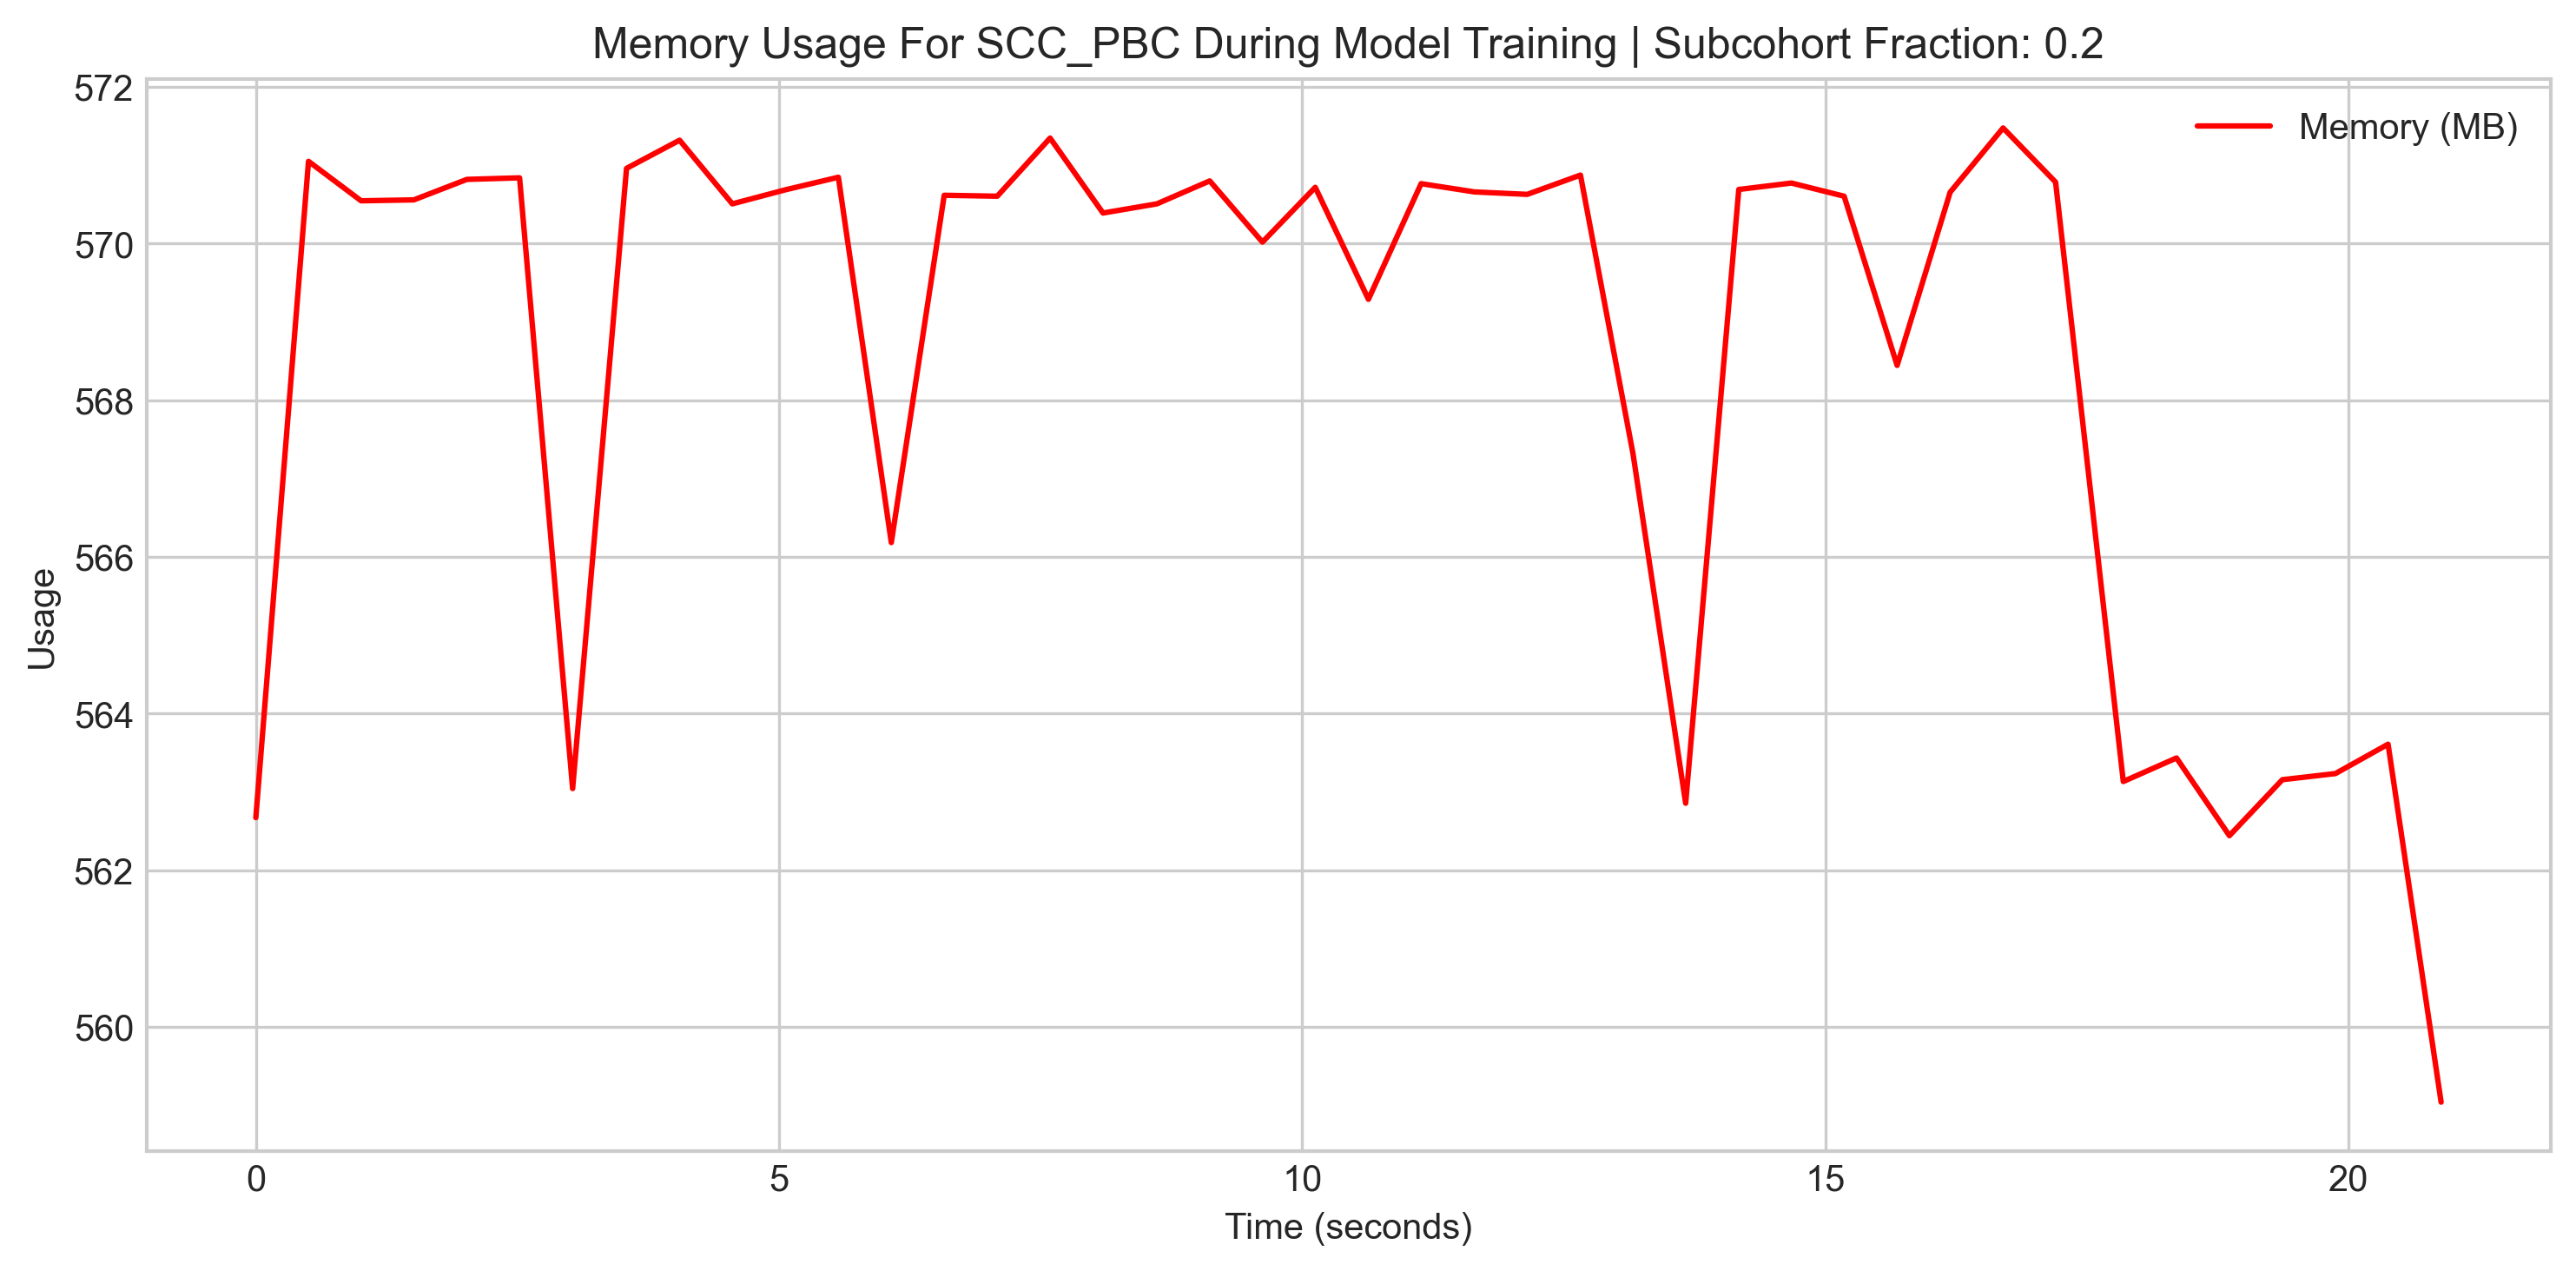 Memory Usage For SCC_PBC During Model Training | Subcohort Fraction: 0.2
Memory (MB)
572
570
568
566
564
562
560
Usage
0 5 10 15 20
Time (seconds)